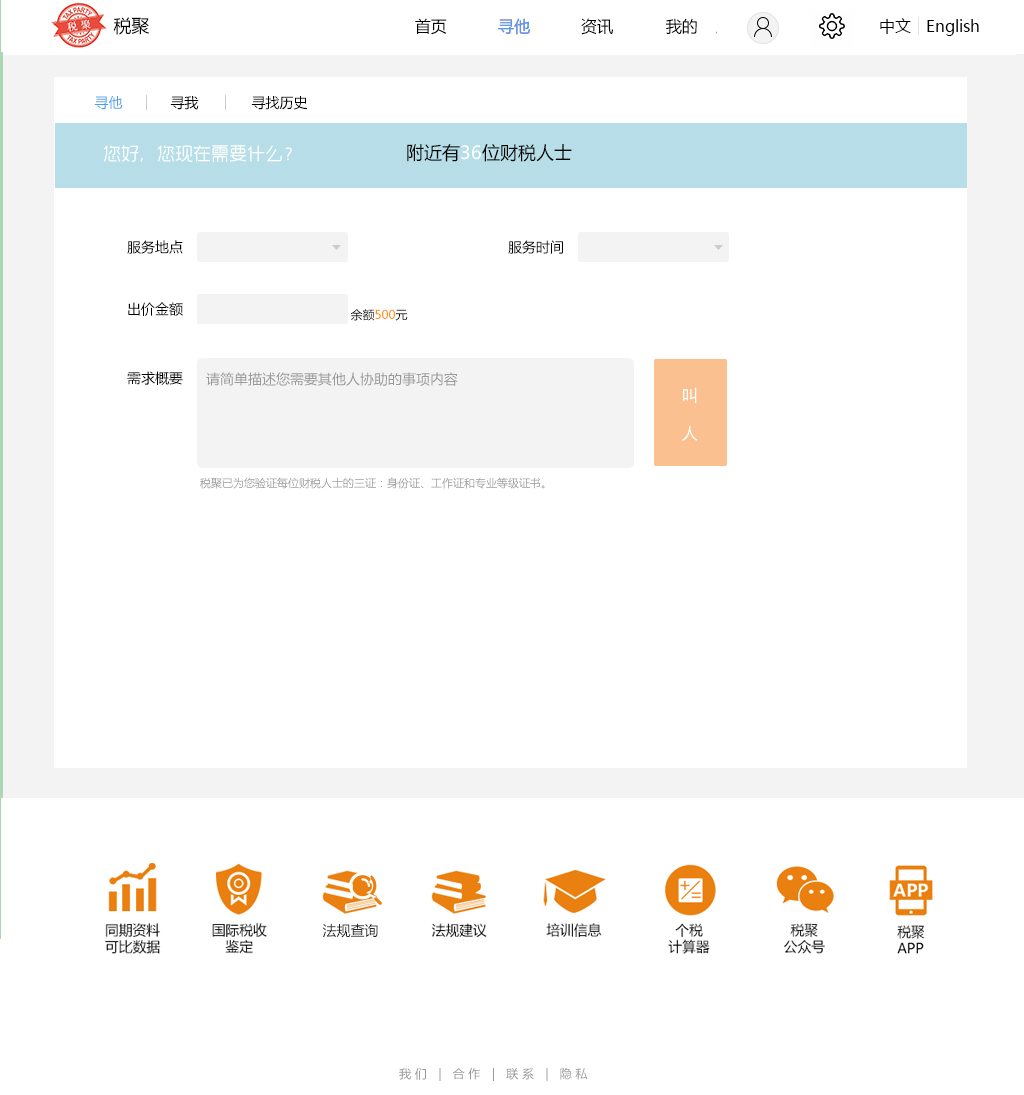 TAX PARTY
税 聚
TAX PARTY
税聚
首页
寻他
资讯
我的
中文
English
寻他
寻我
寻找历史
您好，您现在需要什么？
附近有36位财税人士
服务地点
服务时间
出价金额
余额500元
需求概要
请简单描述您需要其他人协助的事项内容
叫
人
税聚已为您验证每位财税人士的三证：身份证、工作证和专业等级证书。
同期资料
可比数据
国际税收
鉴定
法规查询
法规建议
培训信息
个税
计算器
税聚
公众号
APP
税聚
APP
我们 | 合作 | 联系 | 隐私